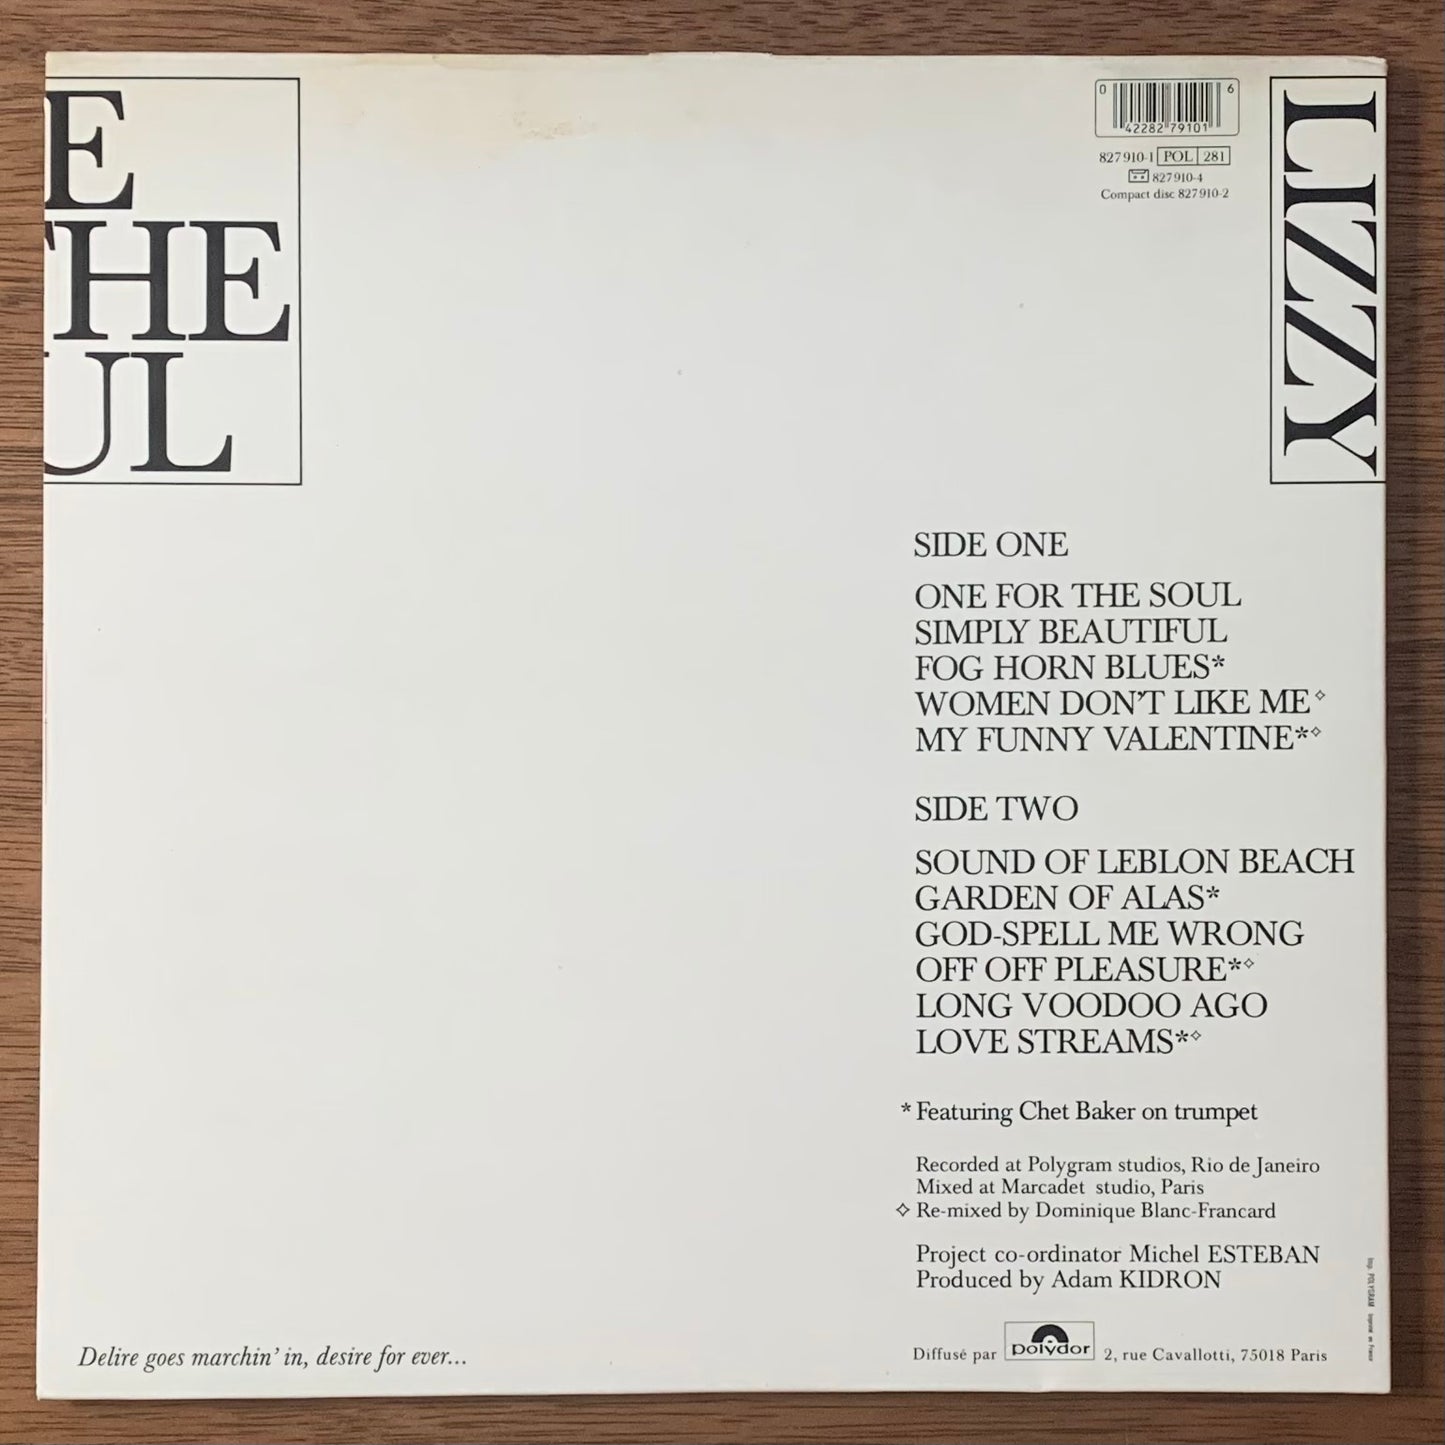 E
THE
UL
LIZZY
0 42282 79101 6
827 910-1 POL 281
827 910-4
Compact disc 827 910-2
SIDE ONE
ONE FOR THE SOUL
SIMPLY BEAUTIFUL
FOG HORN BLUES*
WOMEN DON'T LIKE ME✧
MY FUNNY VALENTINE*✧
SIDE TWO
SOUND OF LEBLON BEACH
GARDEN OF ALAS*
GOD-SPELL ME WRONG
OFF OFF PLEASURE*✧
LONG VOODOO AGO
LOVE STREAMS*✧
* Featuring Chet Baker on trumpet
Recorded at Polygram studios, Rio de Janeiro
Mixed at Marcadet studio, Paris
✧ Re-mixed by Dominique Blanc-Francard
Project co-ordinator Michel ESTEBAN
Produced by Adam KIDRON
Delire goes marchin' in, desire for ever...
Diffusé par polydor 2, rue Cavallotti, 75018 Paris
Imp. POLYGRAM Imprimé en France